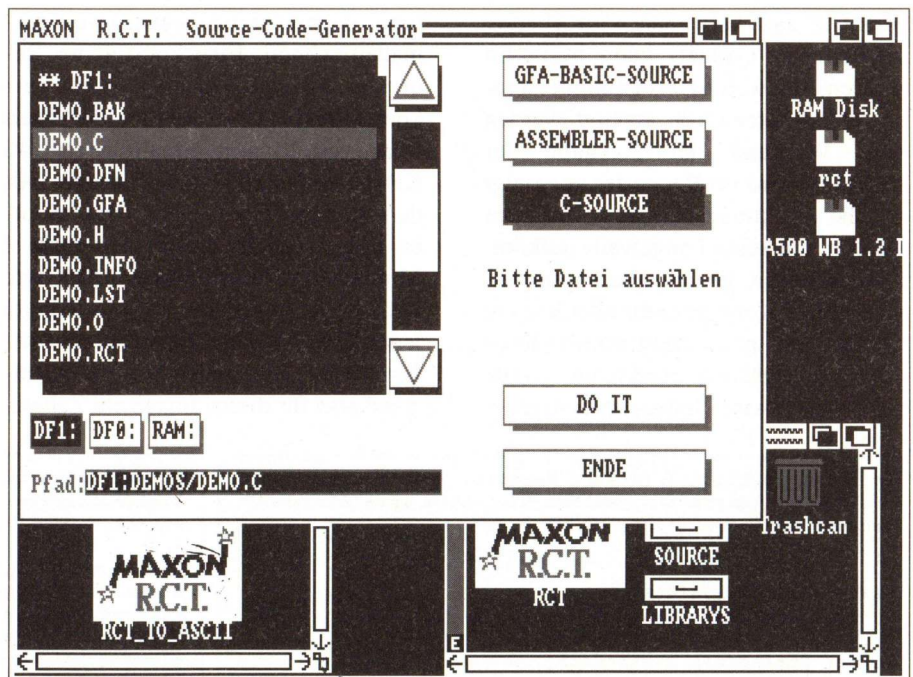 MAXON R.C.T. Source-Code-Generator
** DF1:
DEMO.BAK
DEMO.C
DEMO.DFN
DEMO.GFA
DEMO.H
DEMO.INFO
DEMO.LST
DEMO.O
DEMO.RCT
DF1: DF0: RAM:
Pfad:DF1:DEMOS/DEMO.C
GFA-BASIC-SOURCE
ASSEMBLER-SOURCE
C-SOURCE
Bitte Datei auswählen
DO IT
ENDE
RAM Disk
rct
A500 WB 1.2 D
Trashcan
MAXON
R.C.T.
RCT_TO_ASCII
E
MAXON
R.C.T.
RCT
SOURCE
LIBRARYS